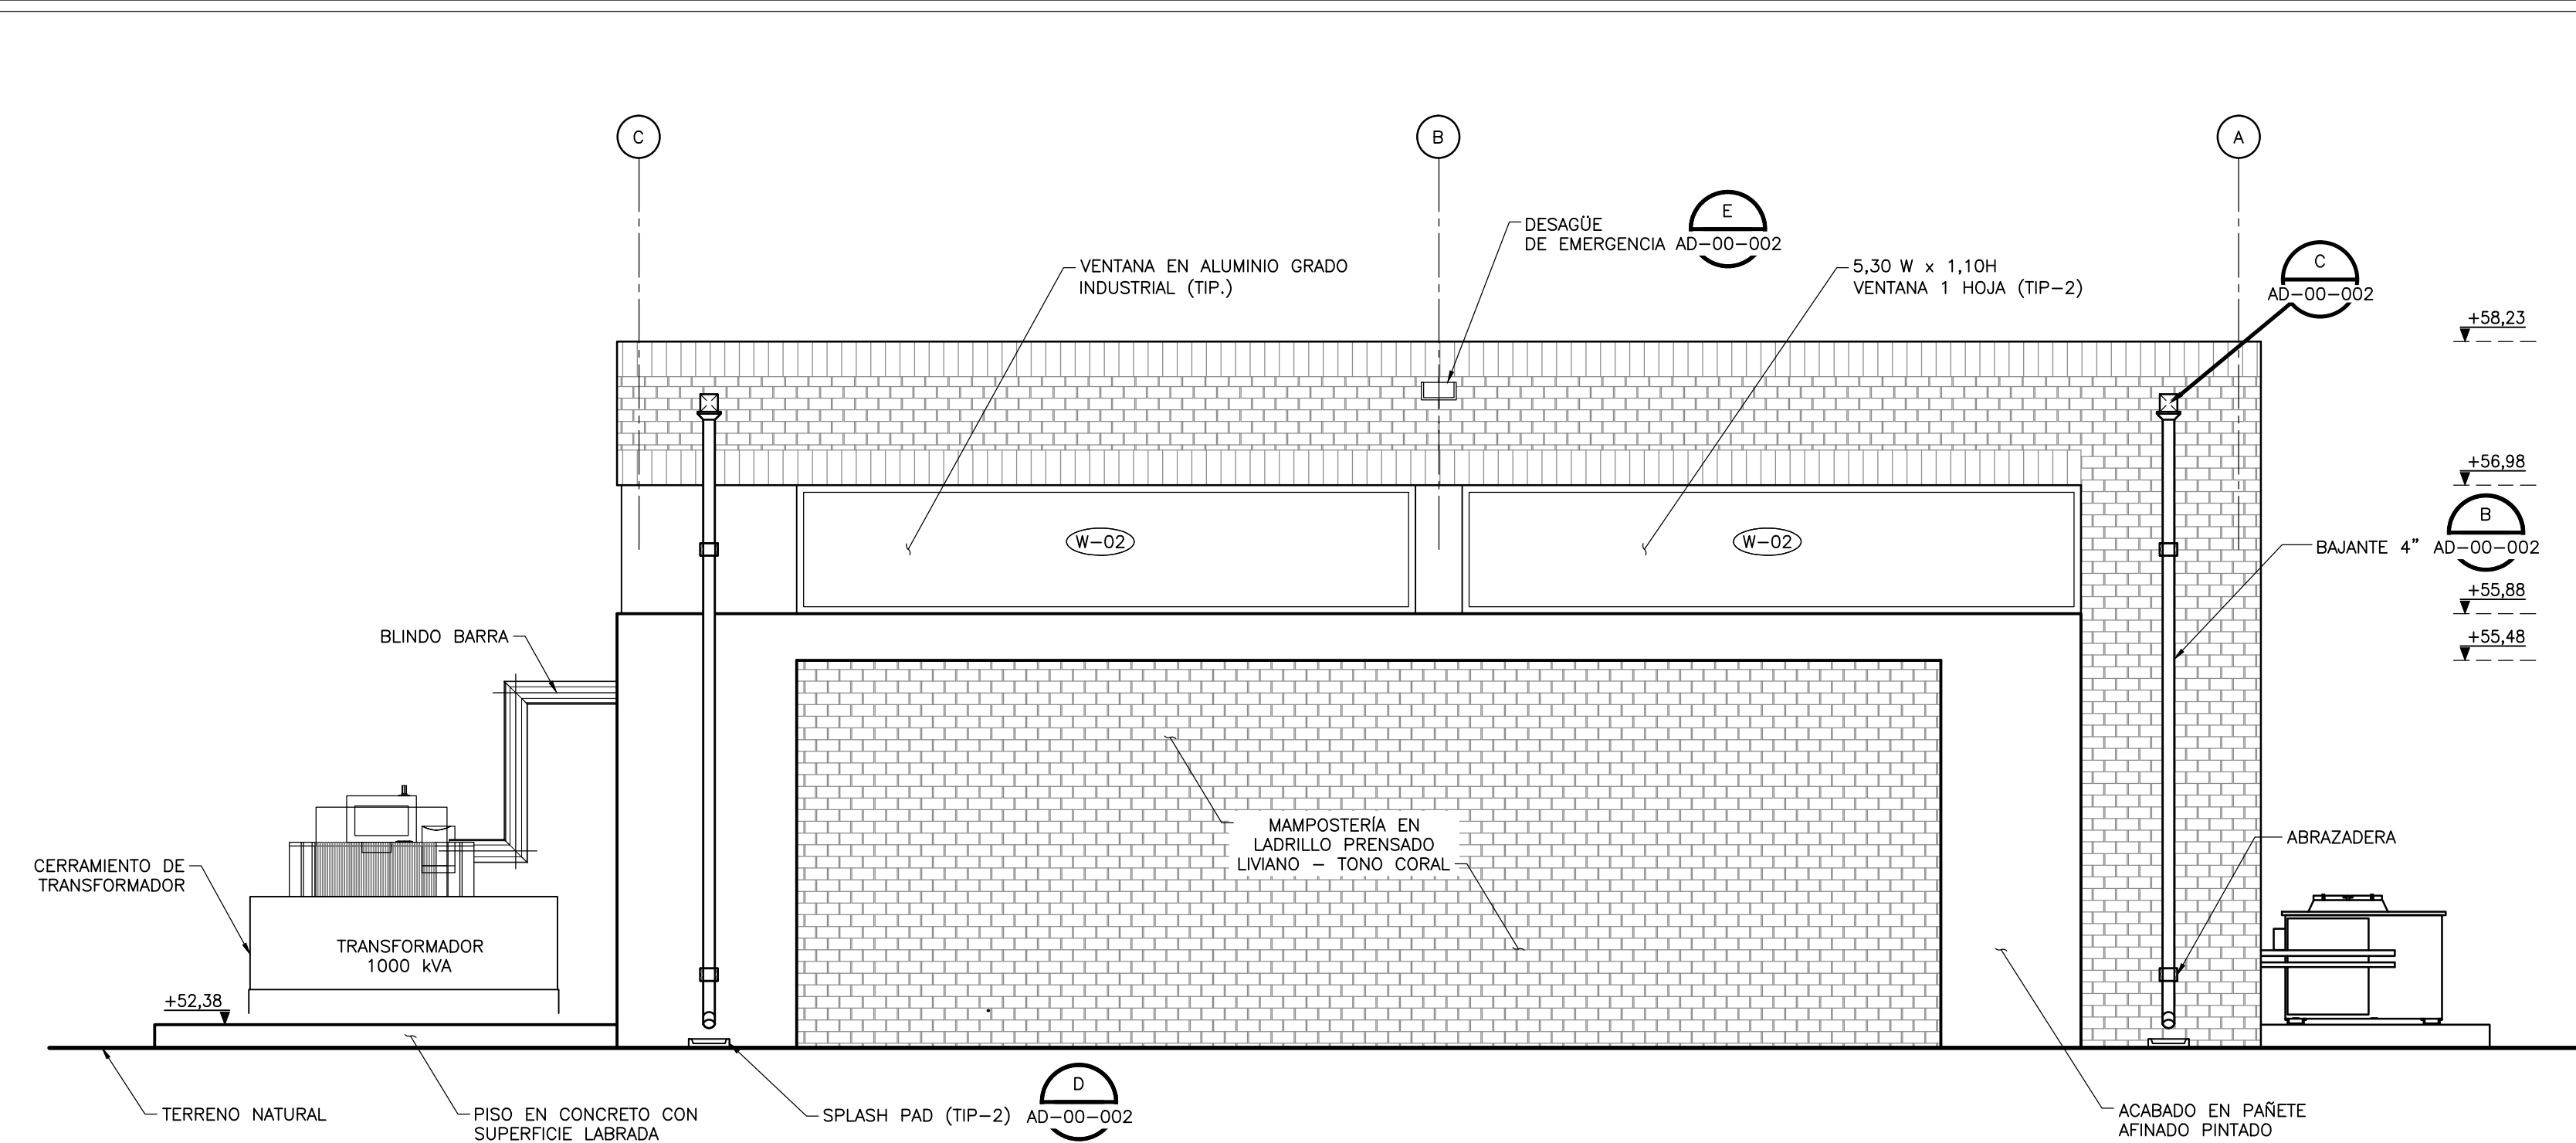 C
B
A
DESAGÜE
DE EMERGENCIA
E
AD-00-002
VENTANA EN ALUMINIO GRADO
INDUSTRIAL (TIP.)
5,30 W x 1,10H
VENTANA 1 HOJA (TIP-2)
C
AD-00-002
+58,23
+56,98
W-02
W-02
BAJANTE 4"
B
AD-00-002
+55,88
+55,48
BLINDO BARRA
MAMPOSTERÍA EN
LADRILLO PRENSADO
LIVIANO - TONO CORAL
ABRAZADERA
CERRAMIENTO DE
TRANSFORMADOR
TRANSFORMADOR
1000 kVA
+52,38
TERRENO NATURAL
PISO EN CONCRETO CON
SUPERFICIE LABRADA
SPLASH PAD (TIP-2)
D
AD-00-002
ACABADO EN PAÑETE
AFINADO PINTADO